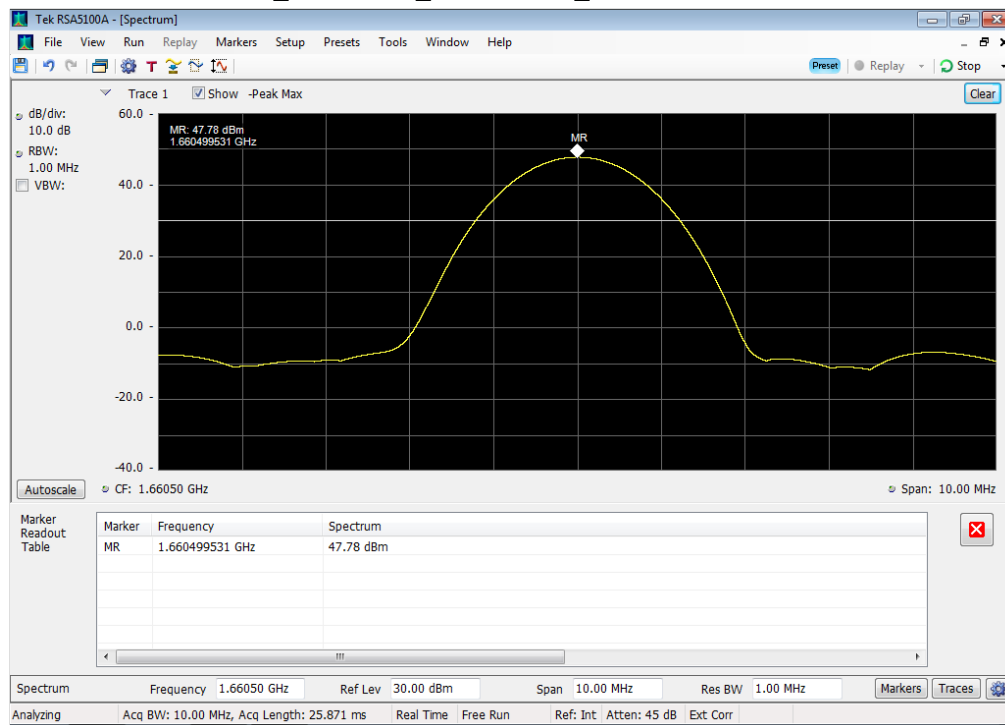 Tek RSA5100A - [Spectrum]
File View Run Replay Markers Setup Presets Tools Window Help
T
Preset Replay Stop
Trace 1 Show -Peak Max Clear
dB/div:
10.0 dB
RBW:
1.00 MHz
VBW:
60.0 -
40.0 -
20.0 -
0.0 -
-20.0 -
-40.0 -
MR: 47.78 dBm
1.660499531 GHz
MR
Autoscale CF: 1.66050 GHz Span: 10.00 MHz
Marker
Readout
Table
Marker Frequency Spectrum
MR 1.660499531 GHz 47.78 dBm
Spectrum Frequency 1.66050 GHz Ref Lev 30.00 dBm Span 10.00 MHz Res BW 1.00 MHz Markers Traces
Analyzing Acq BW: 10.00 MHz, Acq Length: 25.871 ms Real Time Free Run Ref: Int Atten: 45 dB Ext Corr